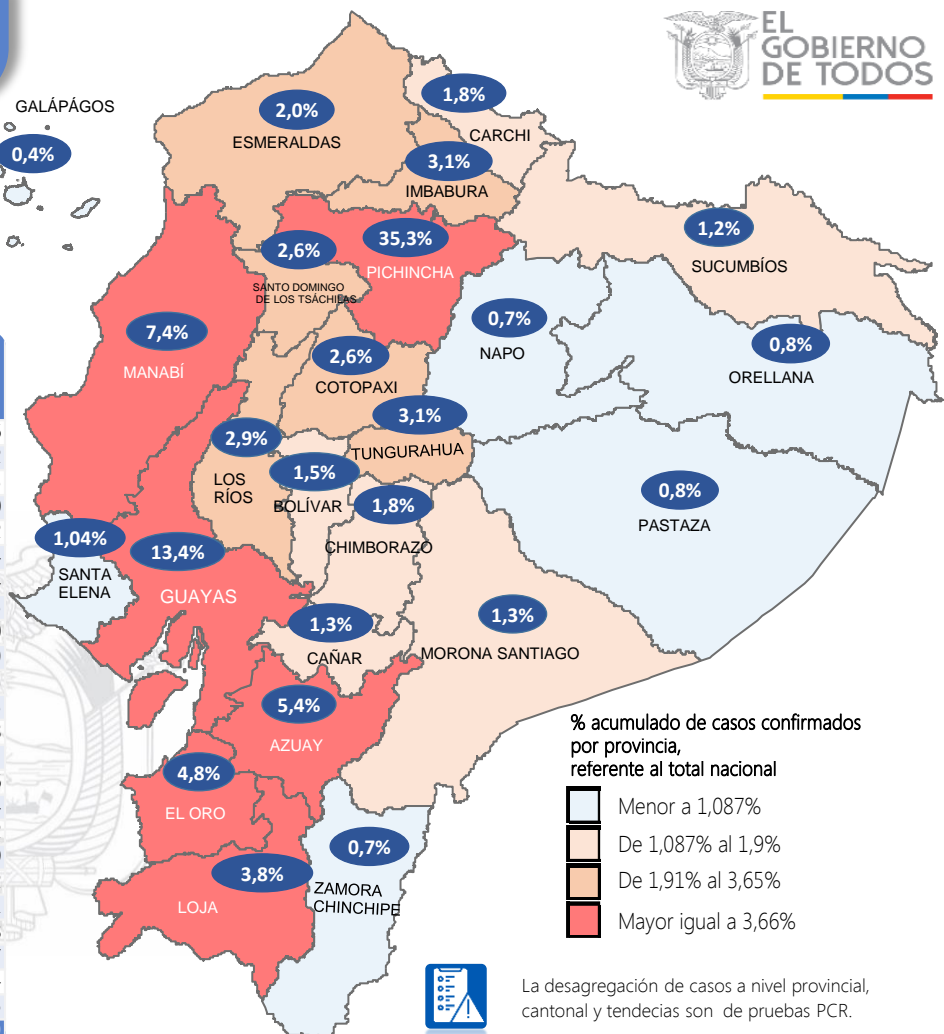 EL
GOBIERNO
DE TODOS
GALÁPÁGOS
0,4%
2,0%
ESMERALDAS
1,8%
CARCHI
3,1%
IMBABURA
1,2%
SUCUMBÍOS
35,3%
PICHINCHA
2,6%
SANTO DOMINGO
DE LOS TSÁCHILAS
7,4%
MANABÍ
0,7%
NAPO
0,8%
ORELLANA
2,6%
COTOPAXI
3,1%
TUNGURAHUA
2,9%
LOS
RÍOS
1,5%
BOLÍVAR
1,8%
CHIMBORAZO
0,8%
PASTAZA
1,04%
SANTA
ELENA
13,4%
GUAYAS
1,3%
CAÑAR
1,3%
MORONA SANTIAGO
5,4%
AZUAY
4,8%
EL ORO
3,8%
LOJA
0,7%
ZAMORA
CHINCHIPE
% acumulado de casos confirmados
por provincia,
referente al total nacional
Menor a 1,087%
De 1,087% al 1,9%
De 1,91% al 3,65%
Mayor igual a 3,66%
La desagregación de casos a nivel provincial,
cantonal y tendecias son de pruebas PCR.